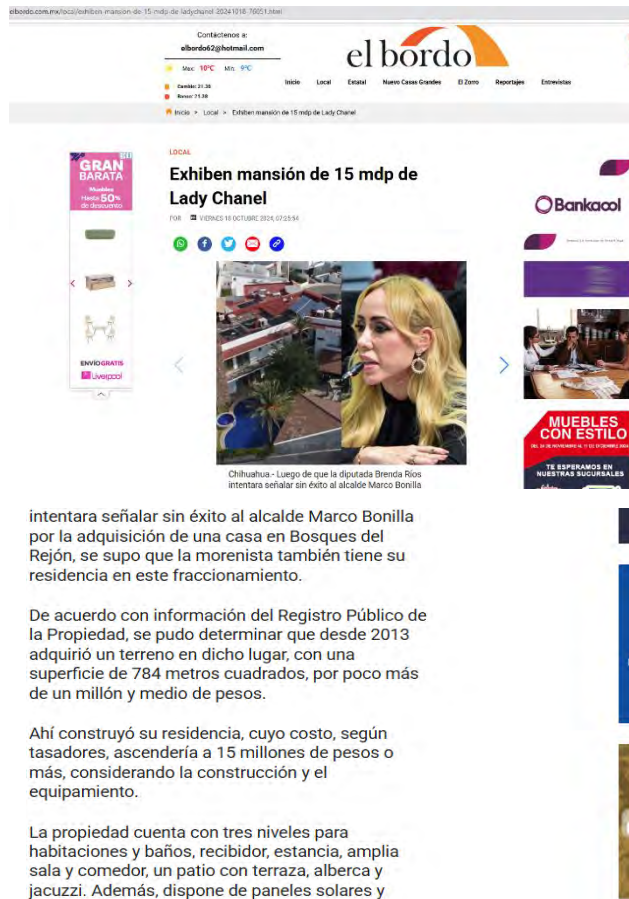 elbordo.com.mx/local/exhiben-mansion-de-15-mdp-de-ladychanel-20241018-76051.html
Contáctenos a:
elbordo62@hotmail.com
Max: 10°C Min: 9°C
el bordo
Inicio Local Estatal Nuevo Casas Grandes El Zorro Reportajes Entrevistas
Inicio > Local > Exhiben mansión de 15 mdp de Lady Chanel
LOCAL
Exhiben mansión de 15 mdp de
Lady Chanel
POR VIERNES 18 OCTUBRE 2024, 07:25:54
GRAN
BARATA
Muebles
Hasta 50%
de descuento
ENVÍO GRATIS
Liverpool
Bankaool
MUEBLES
CON ESTILO
TE ESPERAMOS EN
NUESTRAS SUCURSALES
Chihuahua.- Luego de que la diputada Brenda Ríos
intentara señalar sin éxito al alcalde Marco Bonilla
intentara señalar sin éxito al alcalde Marco Bonilla
por la adquisición de una casa en Bosques del
Rejón, se supo que la morenista también tiene su
residencia en este fraccionamiento.
De acuerdo con información del Registro Público de
la Propiedad, se pudo determinar que desde 2013
adquirió un terreno en dicho lugar, con una
superficie de 784 metros cuadrados, por poco más
de un millón y medio de pesos.
Ahí construyó su residencia, cuyo costo, según
tasadores, ascendería a 15 millones de pesos o
más, considerando la construcción y el
equipamiento.
La propiedad cuenta con tres niveles para
habitaciones y baños, recibidor, estancia, amplia
sala y comedor, un patio con terraza, alberca y
jacuzzi. Además, dispone de paneles solares y